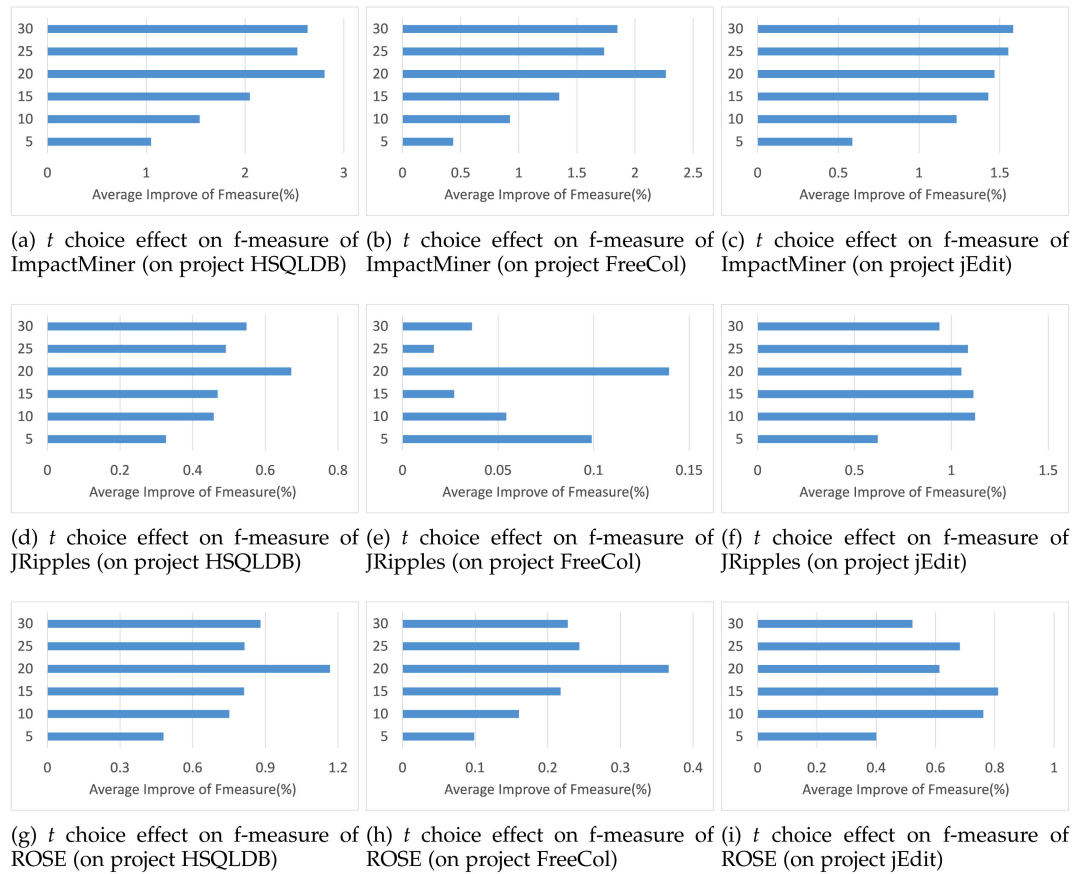 30
25
20
15
10
5
0 1 2 3
Average Improve of Fmeasure(%)
(a) t choice effect on f-measure of
ImpactMiner (on project HSQLDB)
30
25
20
15
10
5
0 0.5 1 1.5 2 2.5
Average Improve of Fmeasure(%)
(b) t choice effect on f-measure of
ImpactMiner (on project FreeCol)
30
25
20
15
10
5
0 0.5 1 1.5
Average Improve of Fmeasure(%)
(c) t choice effect on f-measure of
ImpactMiner (on project jEdit)
30
25
20
15
10
5
0 0.2 0.4 0.6 0.8
Average Improve of Fmeasure(%)
(d) t choice effect on f-measure of
JRipples (on project HSQLDB)
30
25
20
15
10
5
0 0.05 0.1 0.15
Average Improve of Fmeasure(%)
(e) t choice effect on f-measure of
JRipples (on project FreeCol)
30
25
20
15
10
5
0 0.5 1 1.5
Average Improve of Fmeasure(%)
(f) t choice effect on f-measure of
JRipples (on project jEdit)
30
25
20
15
10
5
0 0.3 0.6 0.9 1.2
Average Improve of Fmeasure(%)
(g) t choice effect on f-measure of
ROSE (on project HSQLDB)
30
25
20
15
10
5
0 0.1 0.2 0.3 0.4
Average Improve of Fmeasure(%)
(h) t choice effect on f-measure of
ROSE (on project FreeCol)
30
25
20
15
10
5
0 0.2 0.4 0.6 0.8 1
Average Improve of Fmeasure(%)
(i) t choice effect on f-measure of
ROSE (on project jEdit)